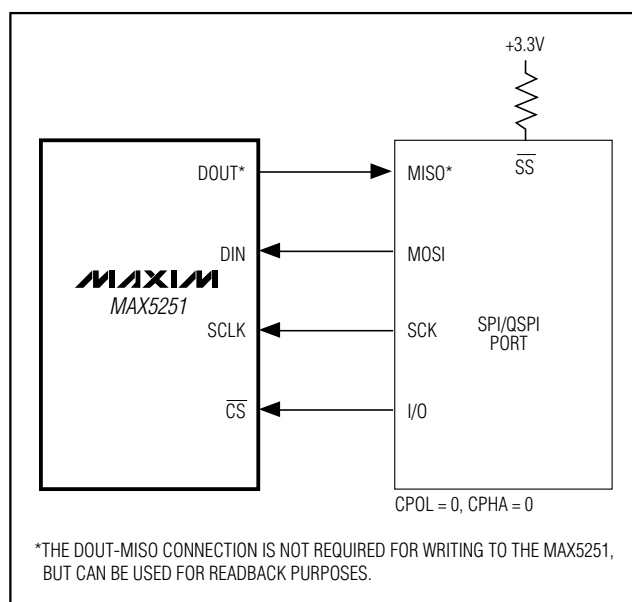 +3.3V
DOUT* MISO* SS
DIN MOSI
MAXIM
MAX5251
SCLK SCK SPI/QSPI
PORT
CS I/O
CPOL = 0, CPHA = 0
*THE DOUT-MISO CONNECTION IS NOT REQUIRED FOR WRITING TO THE MAX5251,
BUT CAN BE USED FOR READBACK PURPOSES.